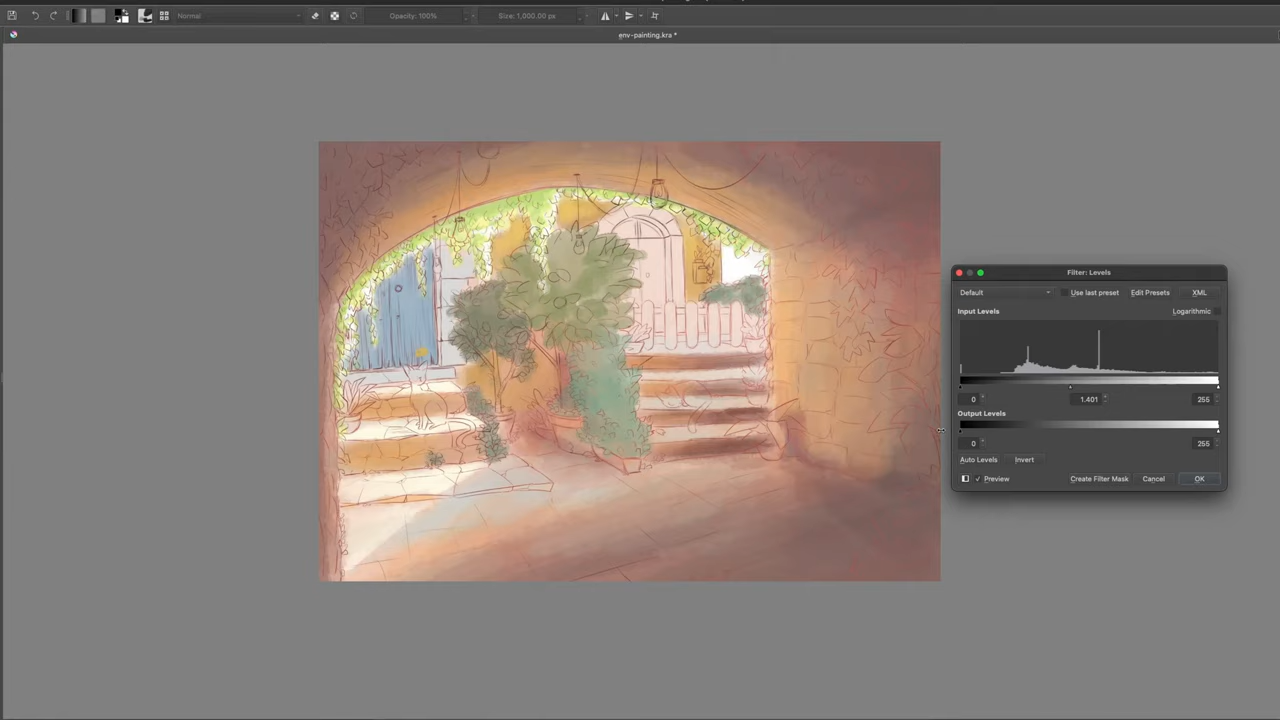 Normal
Opacity: 100%
Size: 1,000.00 px
env-painting.kra *
Filter: Levels
Default
Use last preset
Edit Presets
XML
Input Levels
Logarithmic
0
1.401
255
Output Levels
0
255
Auto Levels
Invert
Preview
Create Filter Mask
Cancel
OK